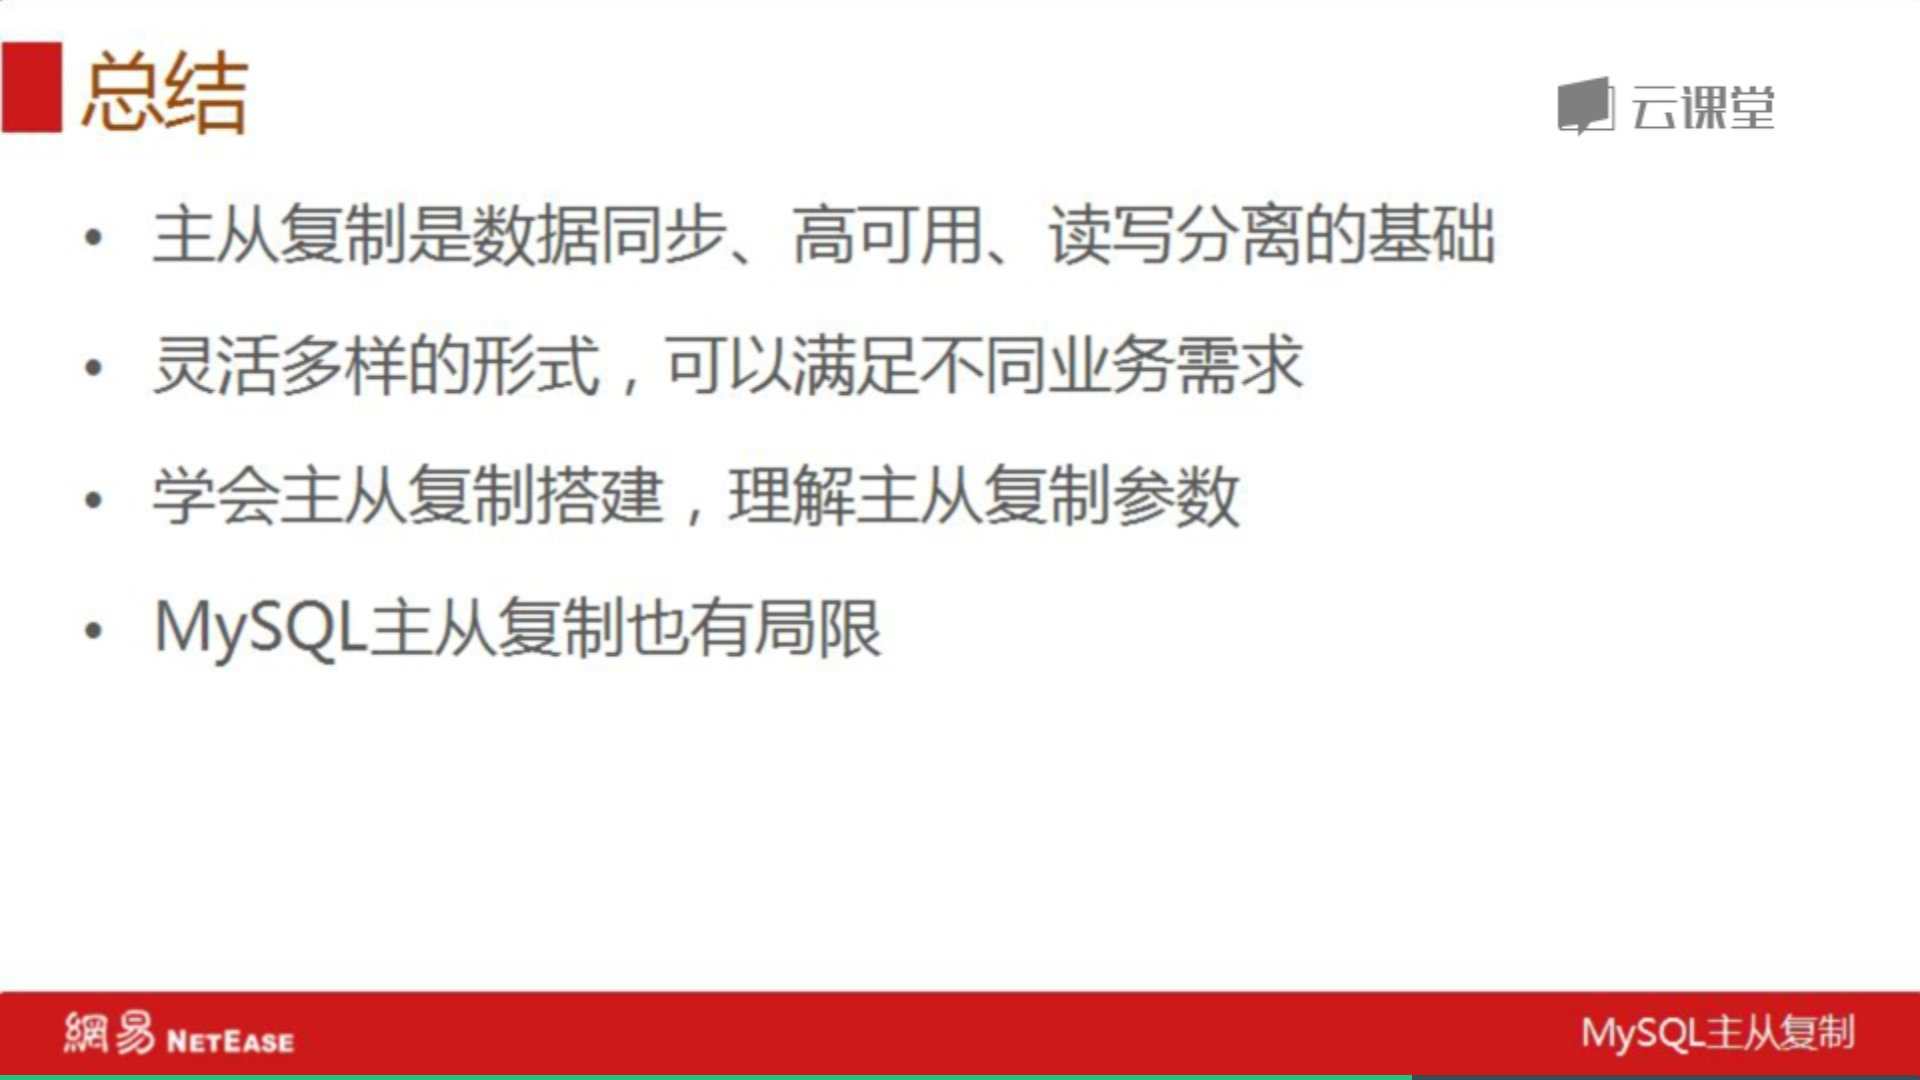 总结
云课堂
• 主从复制是数据同步、高可用、读写分离的基础
• 灵活多样的形式，可以满足不同业务需求
• 学会主从复制搭建，理解主从复制参数
• MySQL主从复制也有局限
網易 NETEASE
MySQL主从复制